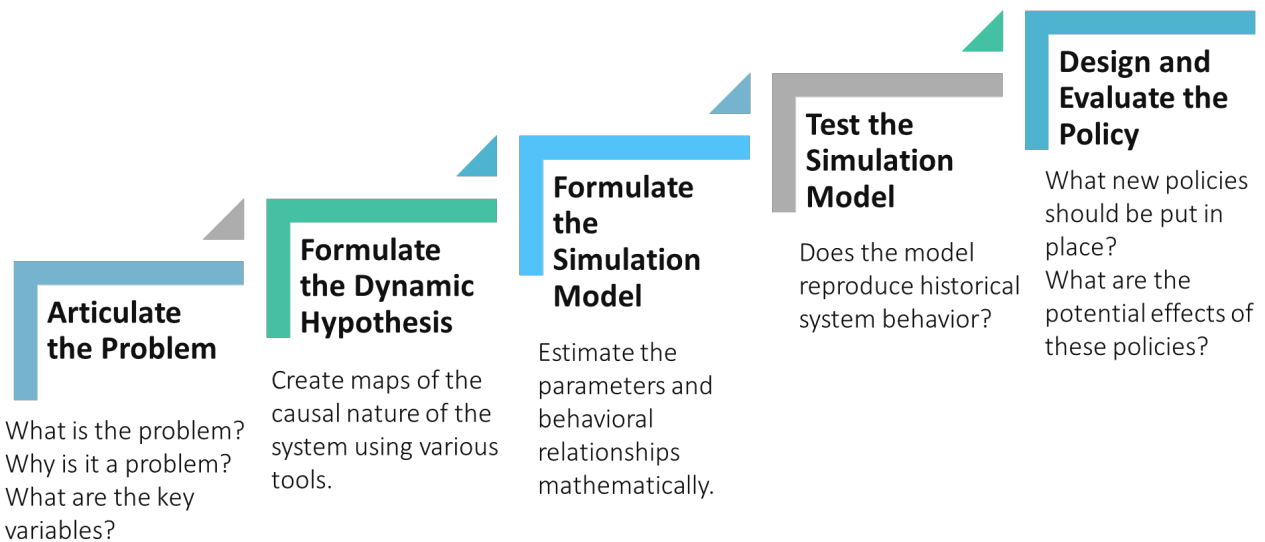 Articulate
the Problem
What is the problem?
Why is it a problem?
What are the key
variables?
Formulate
the Dynamic
Hypothesis
Create maps of the
causal nature of the
system using various
tools.
Formulate
the
Simulation
Model
Estimate the
parameters and
behavioral
relationships
mathematically.
Test the
Simulation
Model
Does the model
reproduce historical
system behavior?
Design and
Evaluate the
Policy
What new policies
should be put in
place?
What are the
potential effects of
these policies?